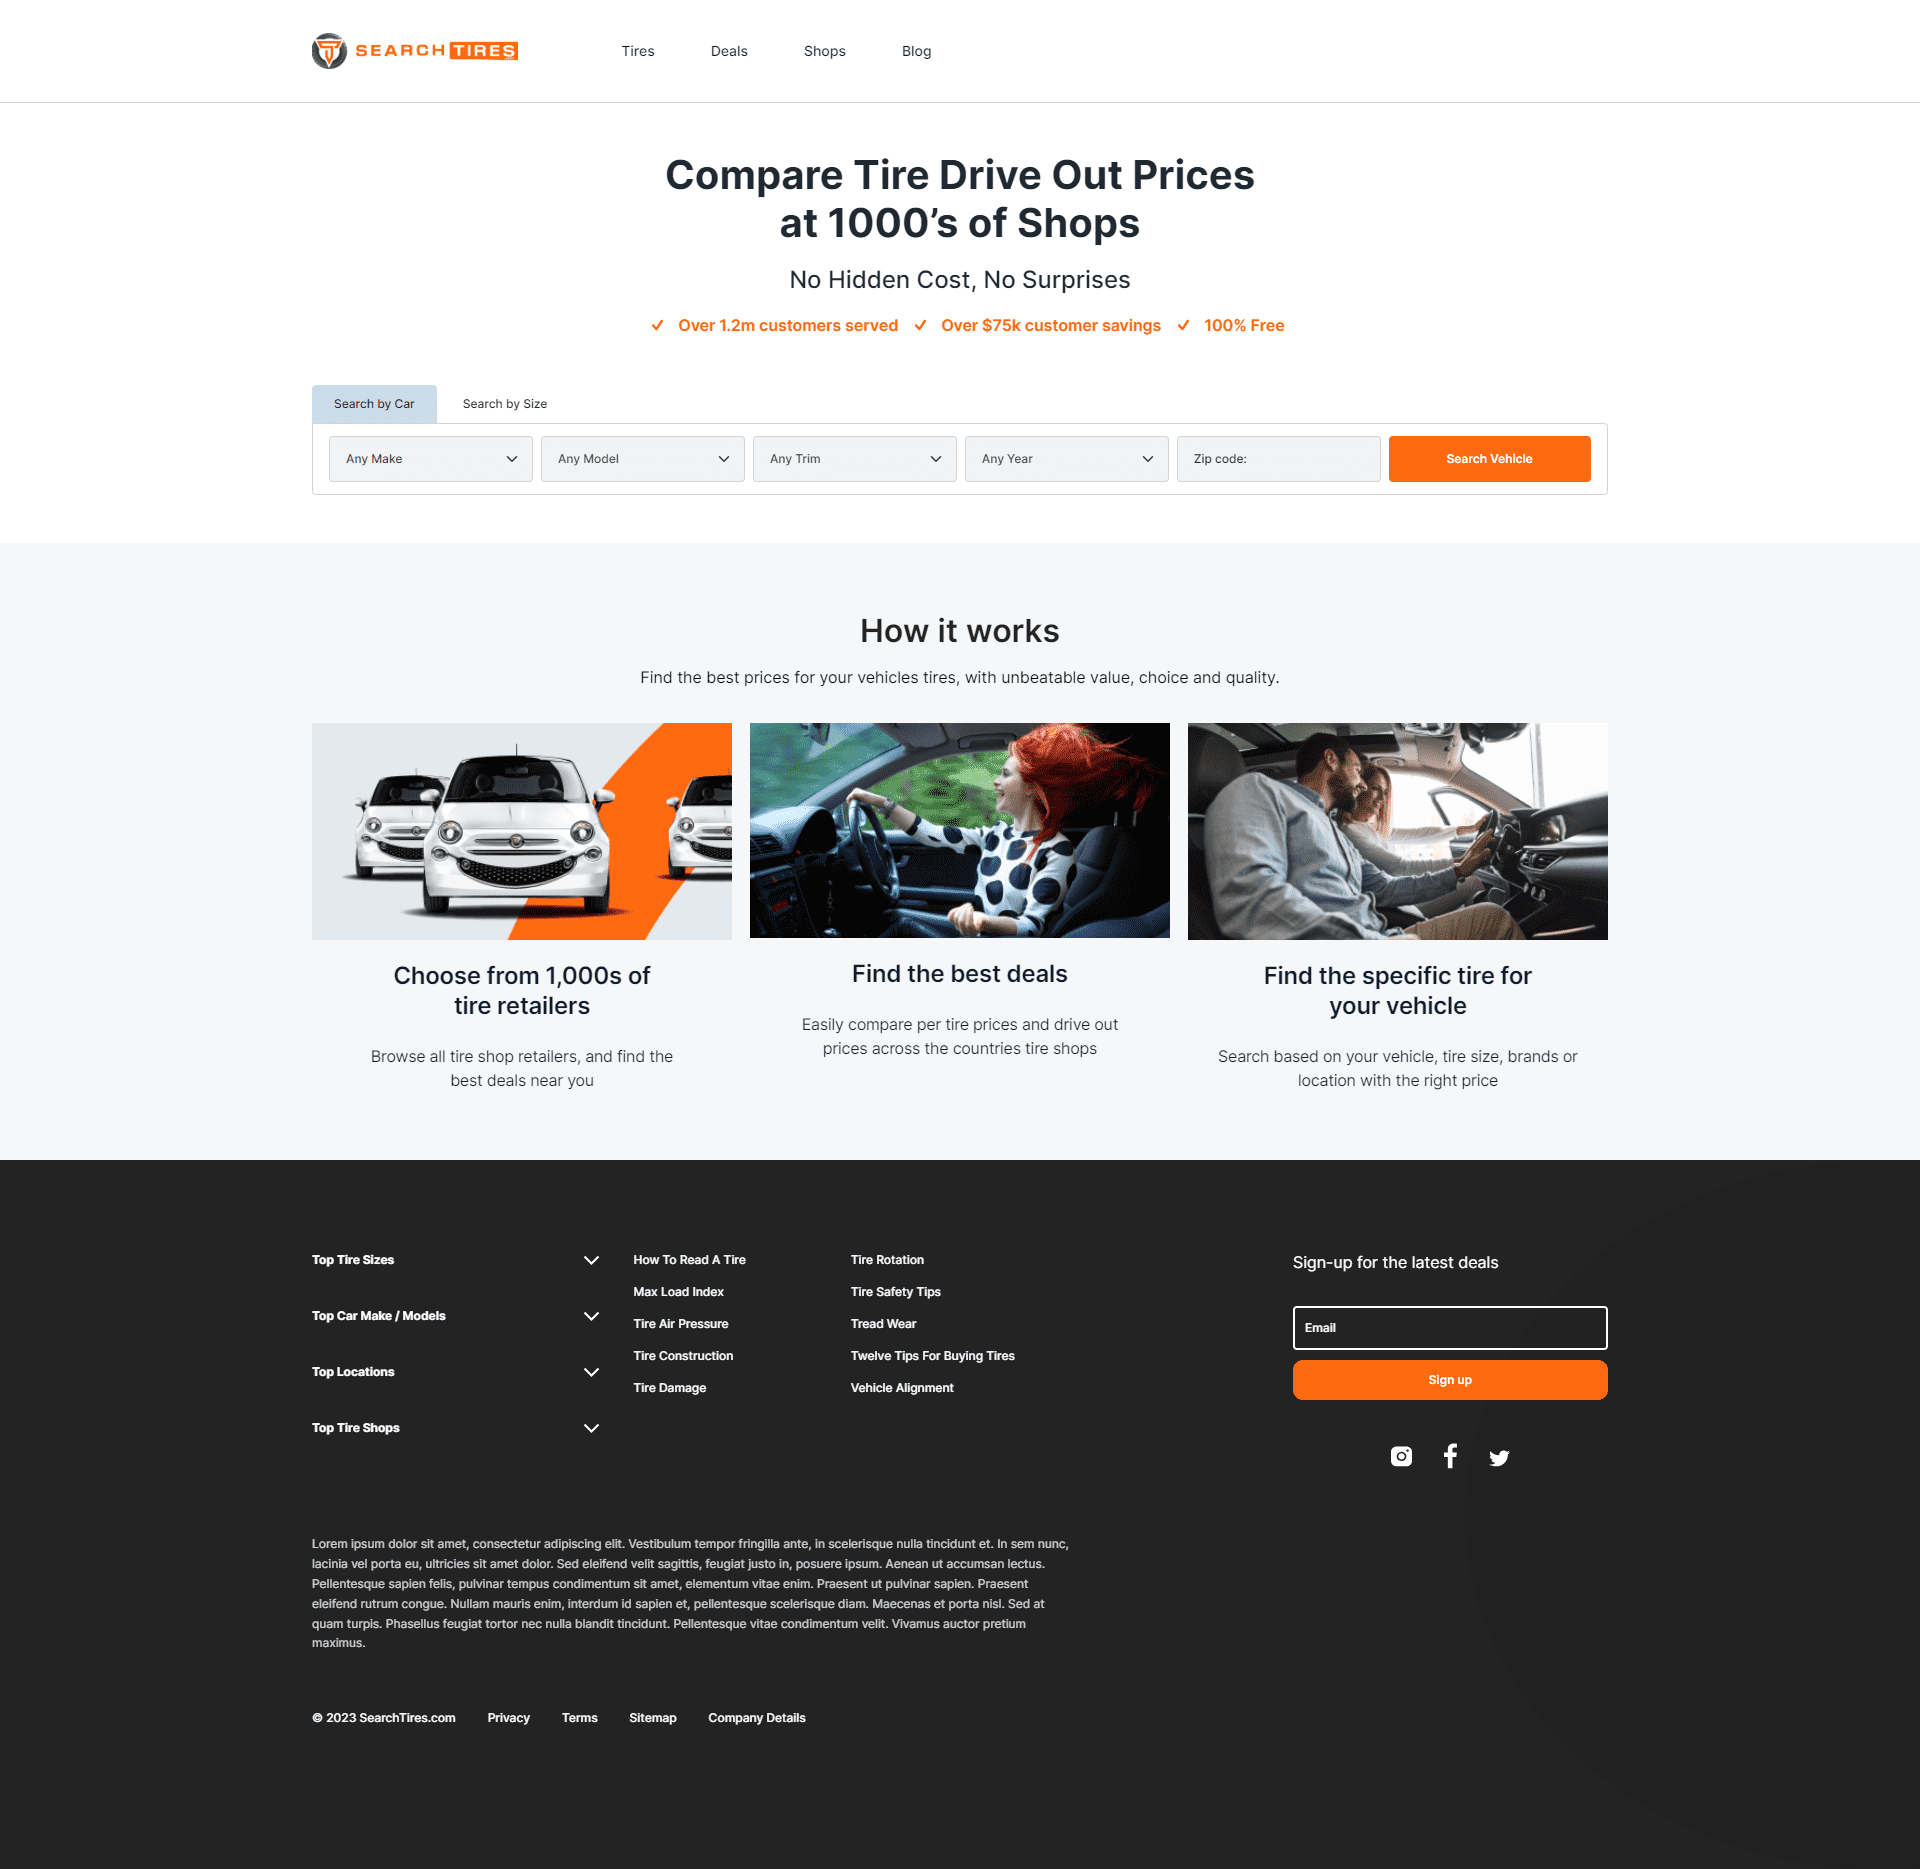 SEARCH TIRES
Tires
Deals
Shops
Blog
Compare Tire Drive Out Prices
at 1000’s of Shops
No Hidden Cost, No Surprises
Over 1.2m customers served
Over $75k customer savings
100% Free
Search by Car
Search by Size
Any Make
Any Model
Any Trim
Any Year
Zip code:
Search Vehicle
How it works
Find the best prices for your vehicles tires, with unbeatable value, choice and quality.
Choose from 1,000s of
tire retailers
Browse all tire shop retailers, and find the
best deals near you
Find the best deals
Easily compare per tire prices and drive out
prices across the countries tire shops
Find the specific tire for
your vehicle
Search based on your vehicle, tire size, brands or
location with the right price
Top Tire Sizes
Top Car Make / Models
Top Locations
Top Tire Shops
How To Read A Tire
Max Load Index
Tire Air Pressure
Tire Construction
Tire Damage
Tire Rotation
Tire Safety Tips
Tread Wear
Twelve Tips For Buying Tires
Vehicle Alignment
Sign-up for the latest deals
Email
Sign up
Lorem ipsum dolor sit amet, consectetur adipiscing elit. Vestibulum tempor fringilla ante, in scelerisque nulla tincidunt et. In sem nunc,
lacinia vel porta eu, ultricies sit amet dolor. Sed eleifend velit sagittis, feugiat justo in, posuere ipsum. Aenean ut accumsan lectus.
Pellentesque sapien felis, pulvinar tempus condimentum sit amet, elementum vitae enim. Praesent ut pulvinar sapien. Praesent
eleifend rutrum congue. Nullam mauris enim, interdum id sapien et, pellentesque scelerisque diam. Maecenas et porta nisl. Sed at
quam turpis. Phasellus feugiat tortor nec nulla blandit tincidunt. Pellentesque vitae condimentum velit. Vivamus auctor pretium
maximus.
© 2023 SearchTires.com
Privacy
Terms
Sitemap
Company Details